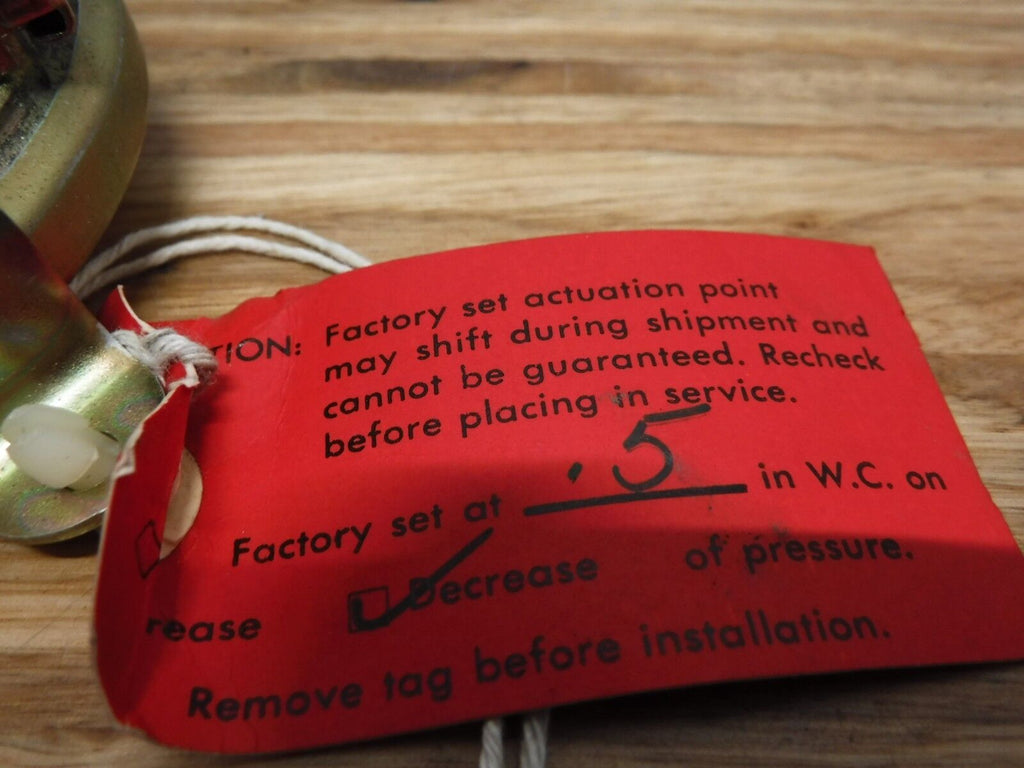 TION: Factory set actuation point
may shift during shipment and
cannot be guaranteed. Recheck
before placing in service.
Factory set at .5 in W.C. on
rease ☑ Decrease of pressure.
Remove tag before installation.